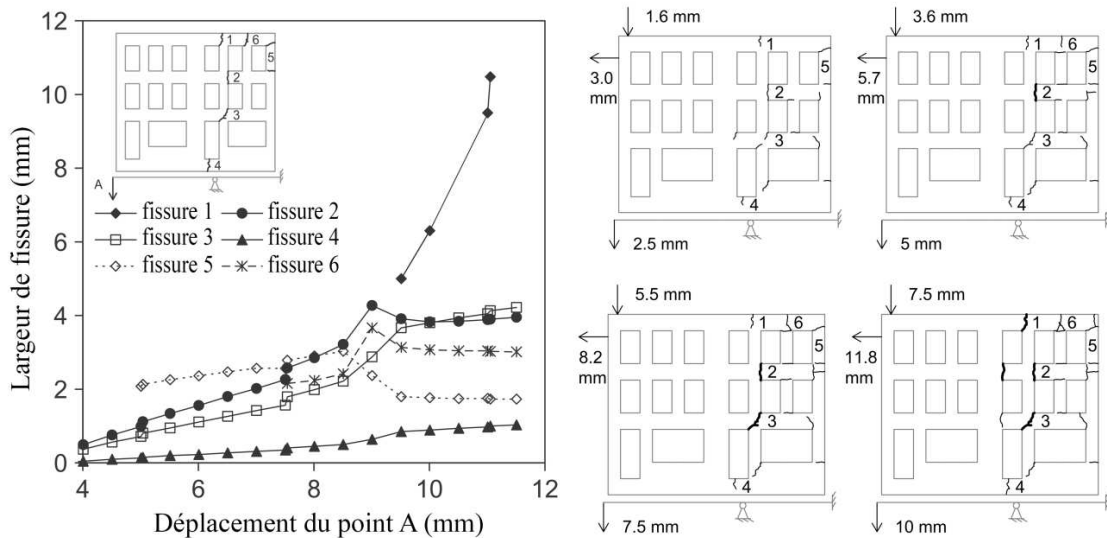 12
10
8
6
4
2
0
Largeur de fissure (mm)
1 6
5
2
3
4
A
fissure 1 fissure 2
fissure 3 fissure 4
fissure 5 fissure 6
4 6 8 10 12
Déplacement du point A (mm)
1.6 mm
3.0
mm
1
5
2
3
4
2.5 mm
3.6 mm
5.7
mm
1 6
5
2
3
4
5 mm
5.5 mm
8.2
mm
1 6
5
2
3
4
7.5 mm
7.5 mm
11.8
mm
1 6
5
2
3
4
10 mm